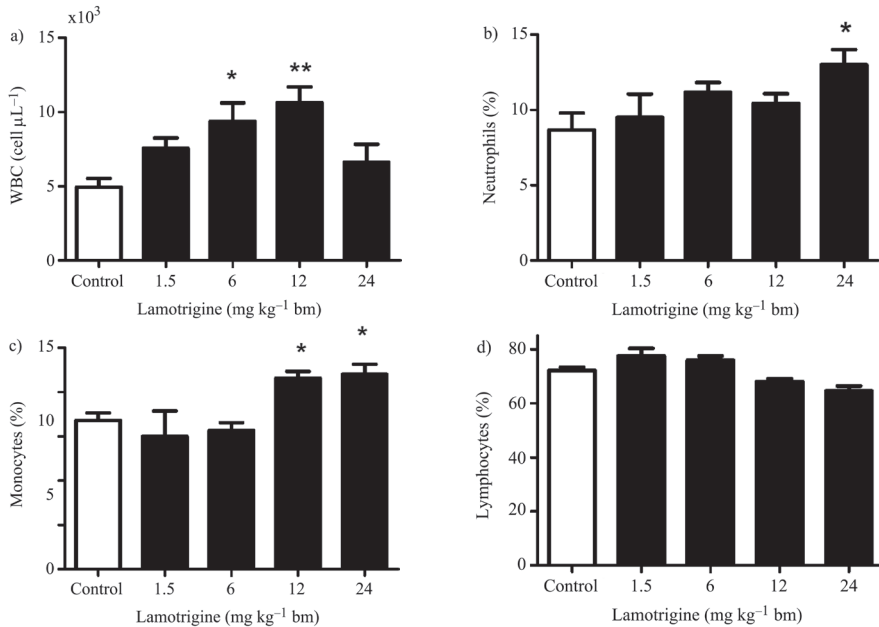 a)
x10³
WBC (cell μL⁻¹)
15
10
5
0
*
**
Control 1.5 6 12 24
Lamotrigine (mg kg⁻¹ bm)
b)
Neutrophils (%)
15
10
5
0
*
Control 1.5 6 12 24
Lamotrigine (mg kg⁻¹ bm)
c)
Monocytes (%)
15
10
5
0
*
*
Control 1.5 6 12 24
Lamotrigine (mg kg⁻¹ bm)
d)
Lymphocytes (%)
80
60
40
20
0
Control 1.5 6 12 24
Lamotrigine (mg kg⁻¹ bm)